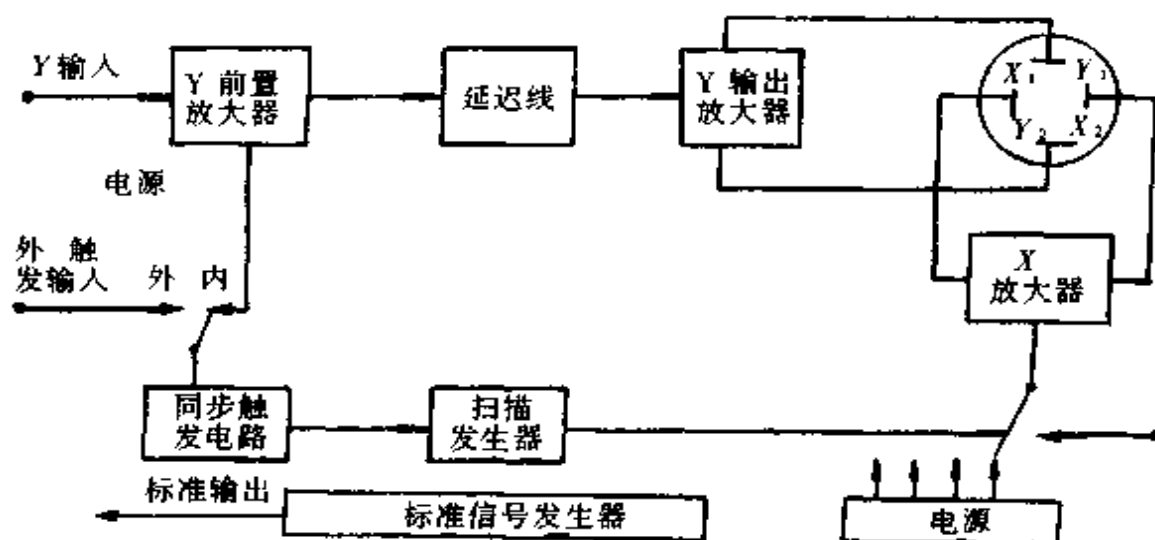 Y 输入
Y 前置
放大器
延迟线
Y 输出
放大器
X1
Y1
Y2
X2
电源
外 触
发输入
外 内
X
放大器
同步触
发电路
扫描
发生器
标准输出
标准信号发生器
电源